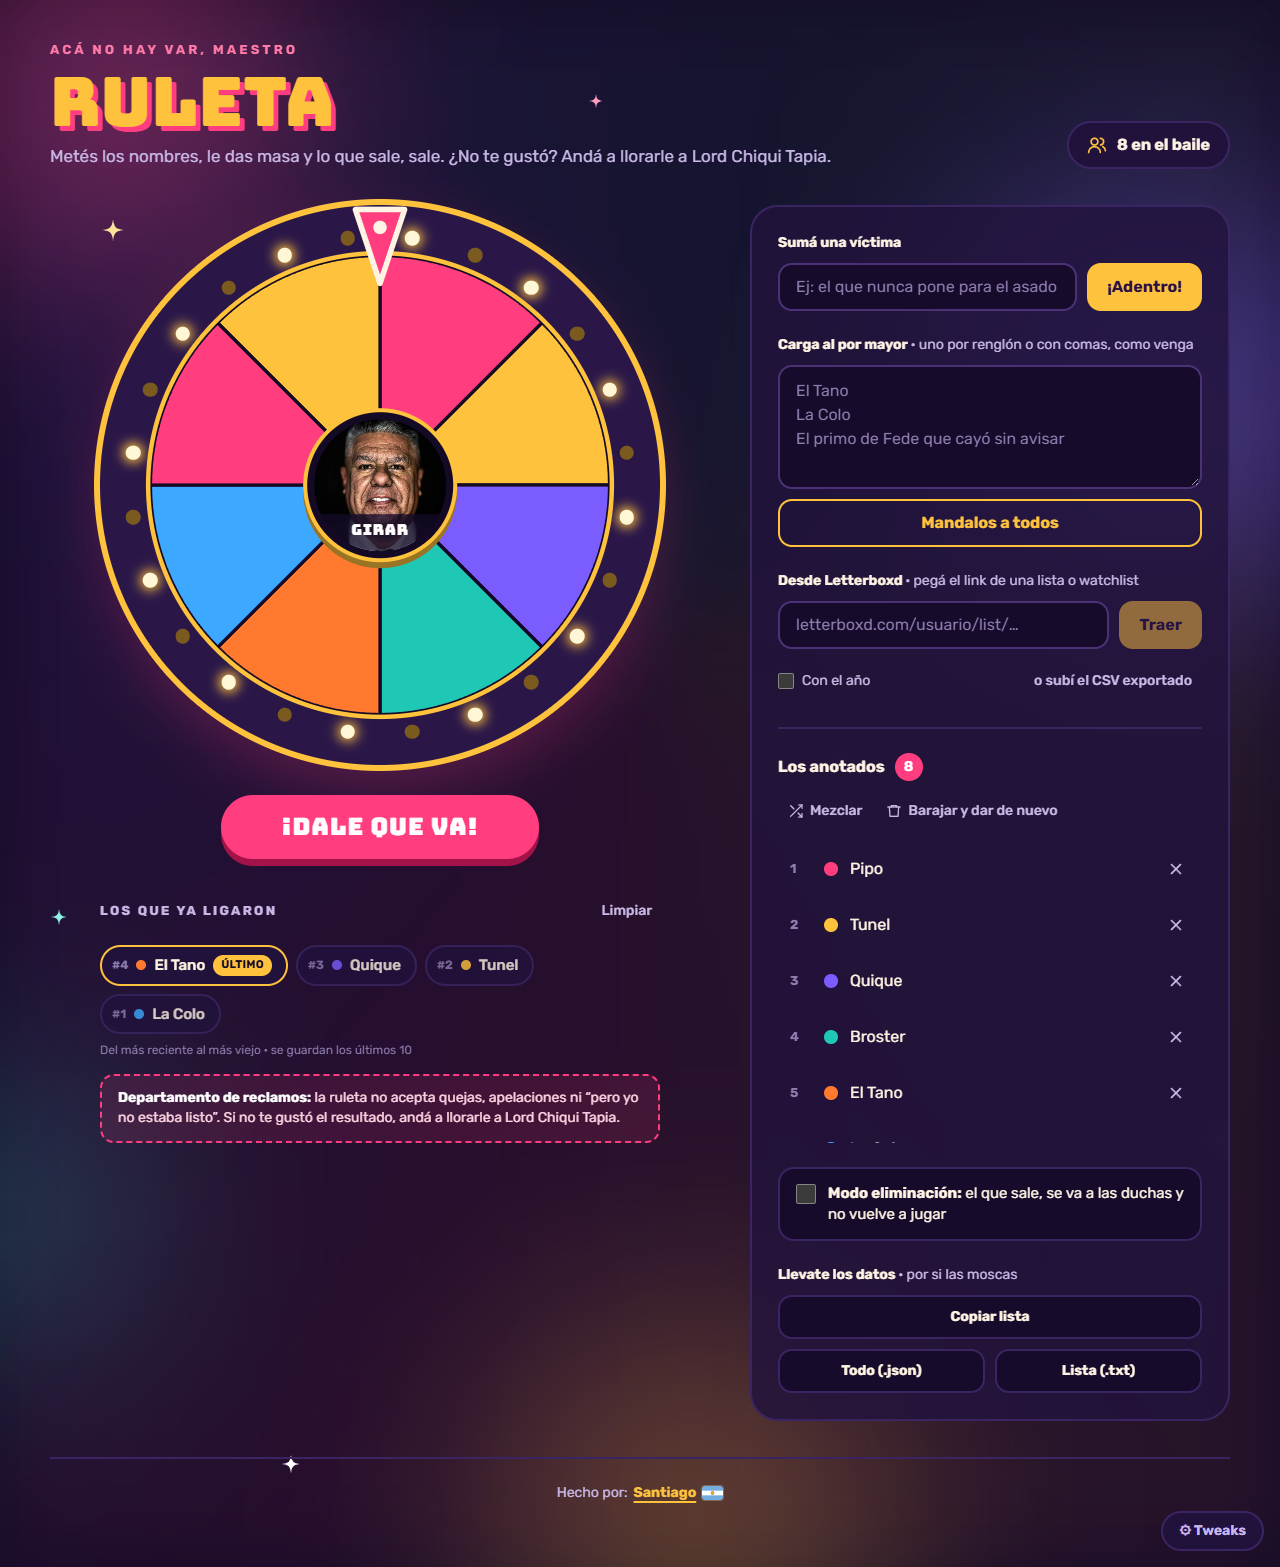 ACÁ NO HAY VAR, MAESTRO
RULETA
Metés los nombres, le das masa y lo que sale, sale. ¿No te gustó? Andá a llorarle a Lord Chiqui Tapia.
8 en el baile
GIRAR
¡DALE QUE VA!
LOS QUE YA LIGARON
Limpiar
#4 El Tano ÚLTIMO
#3 Quique
#2 Tunel
#1 La Colo
Del más reciente al más viejo · se guardan los últimos 10
Departamento de reclamos: la ruleta no acepta quejas, apelaciones ni “pero yo
no estaba listo”. Si no te gustó el resultado, andá a llorarle a Lord Chiqui Tapia.
Sumá una víctima
Ej: el que nunca pone para el asado
¡Adentro!
Carga al por mayor · uno por renglón o con comas, como venga
El Tano
La Colo
El primo de Fede que cayó sin avisar
Mandalos a todos
Desde Letterboxd · pegá el link de una lista o watchlist
letterboxd.com/usuario/list/…
Traer
Con el año
o subí el CSV exportado
Los anotados 8
Mezclar
Barajar y dar de nuevo
1 Pipo
2 Tunel
3 Quique
4 Broster
5 El Tano
Modo eliminación: el que sale, se va a las duchas y
no vuelve a jugar
Llevate los datos · por si las moscas
Copiar lista
Todo (.json)
Lista (.txt)
Hecho por: Santiago
Tweaks